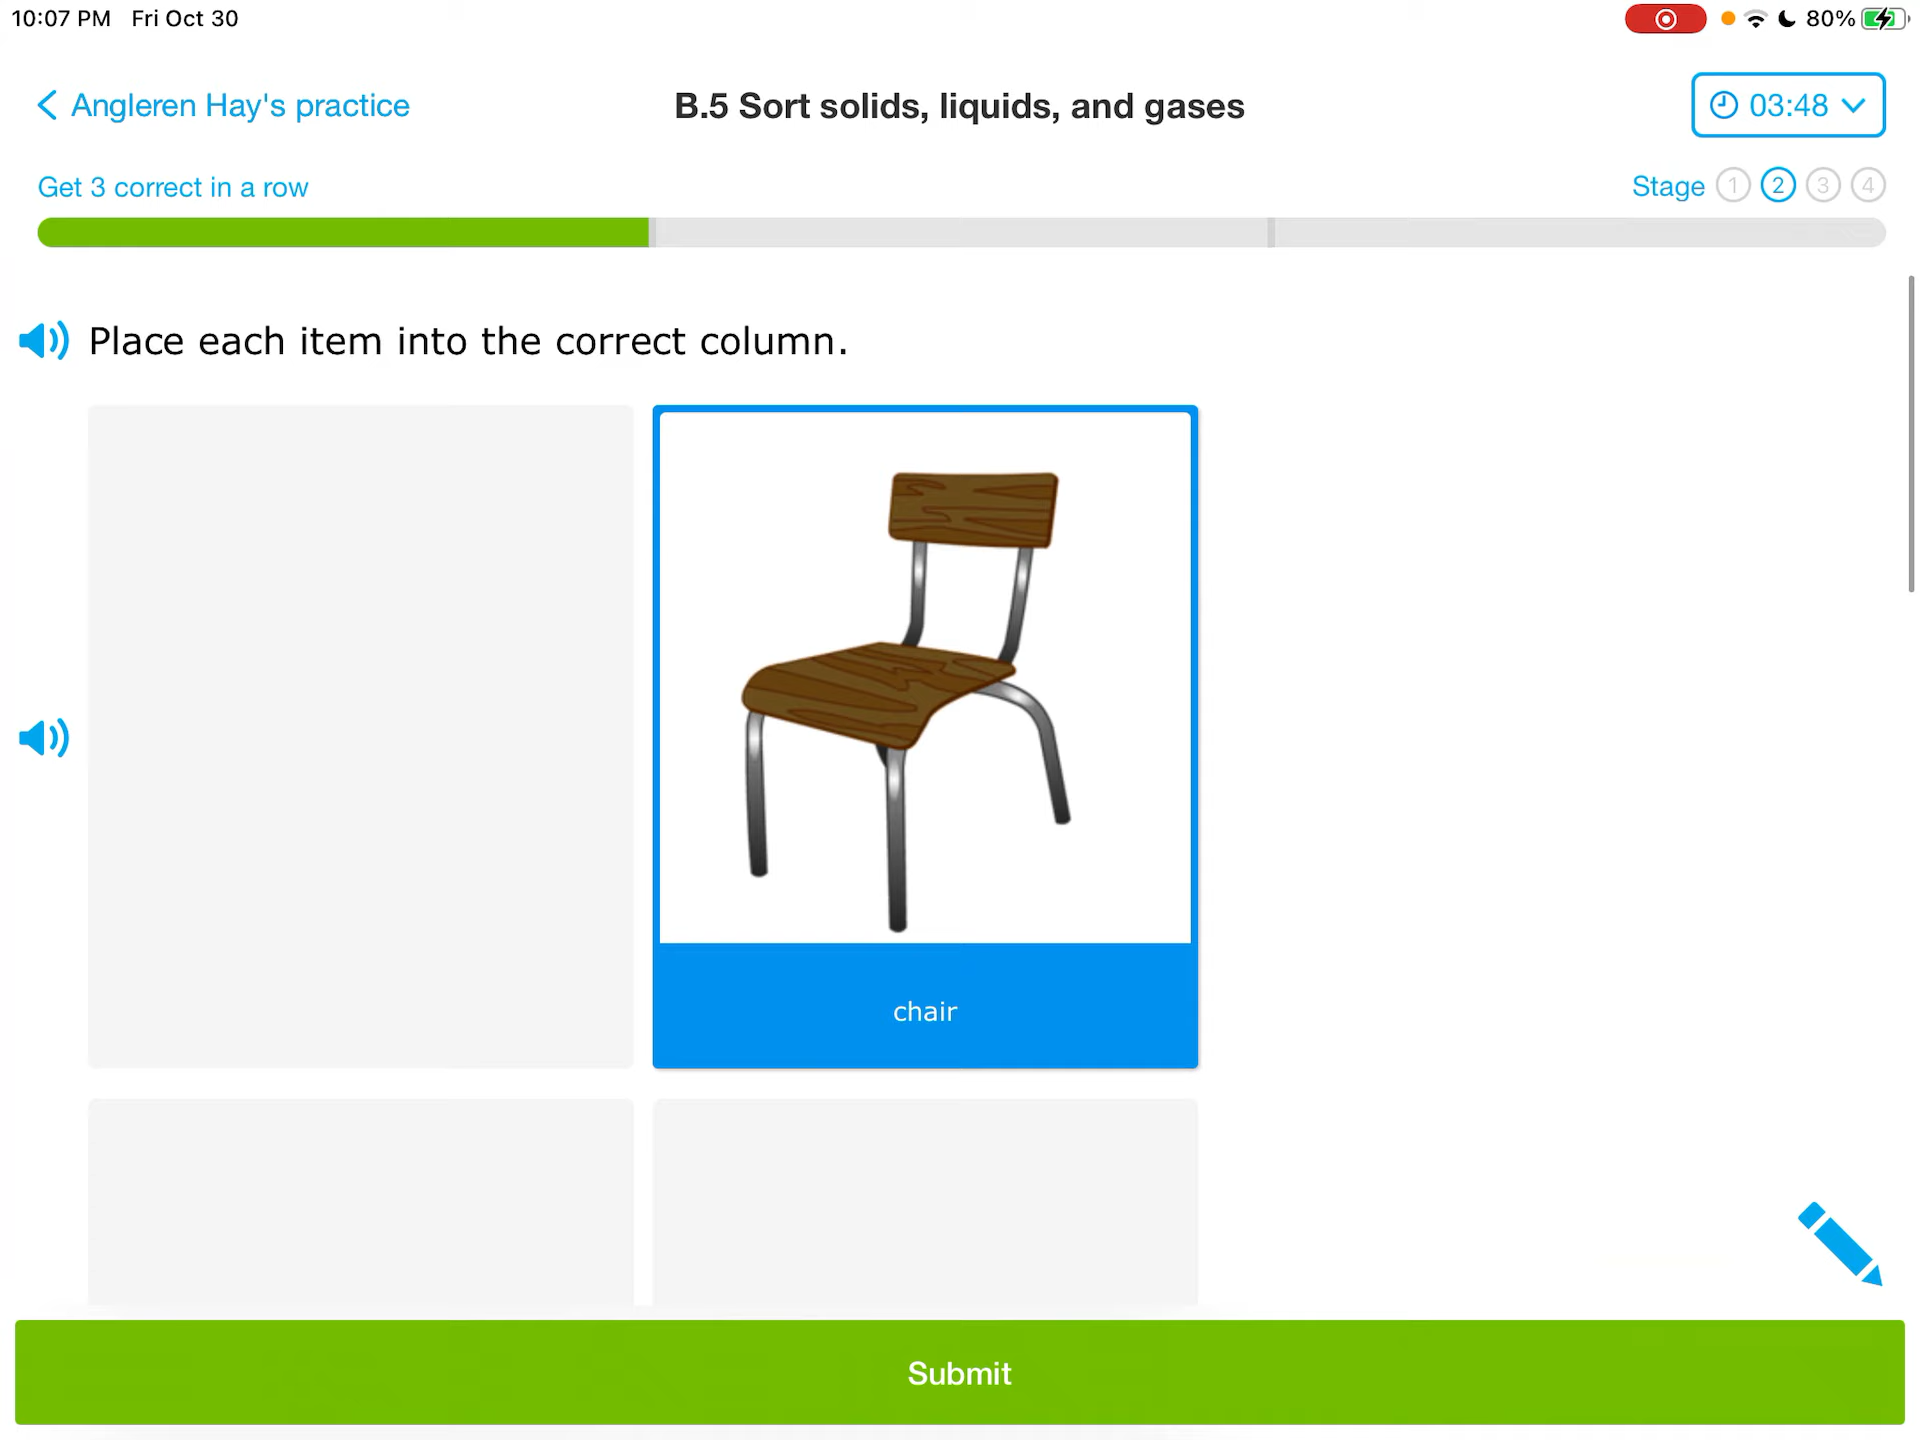 10:07 PM Fri Oct 30
80%
Angleren Hay's practice
B.5 Sort solids, liquids, and gases
03:48
Get 3 correct in a row
Stage 1 2 3 4
Place each item into the correct column.
chair
Submit